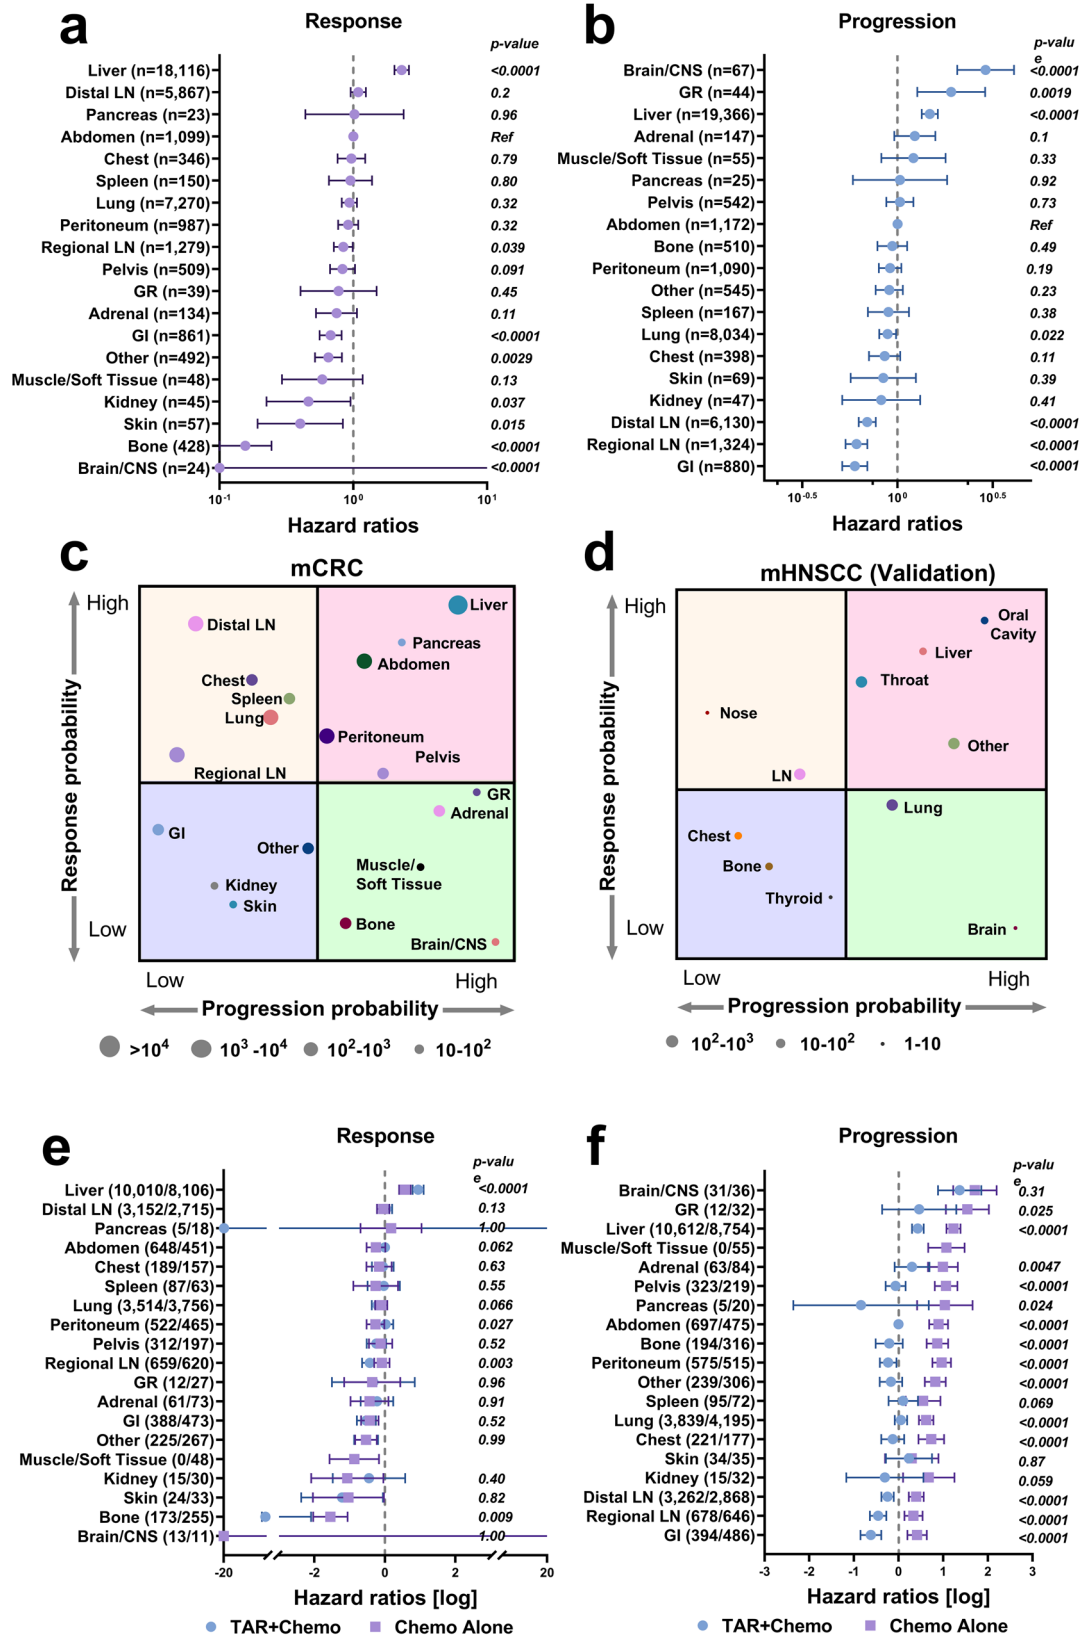 a
Response
p-value
Liver (n=18,116) <0.0001
Distal LN (n=5,867) 0.2
Pancreas (n=23) 0.96
Abdomen (n=1,099) Ref
Chest (n=346) 0.79
Spleen (n=150) 0.80
Lung (n=7,270) 0.32
Peritoneum (n=987) 0.32
Regional LN (n=1,279) 0.039
Pelvis (n=509) 0.091
GR (n=39) 0.45
Adrenal (n=134) 0.11
GI (n=861) <0.0001
Other (n=492) 0.0029
Muscle/Soft Tissue (n=48) 0.13
Kidney (n=45) 0.037
Skin (n=57) 0.015
Bone (428) <0.0001
Brain/CNS (n=24) <0.0001
10-1 100 101
Hazard ratios
b
Progression
p-valu
e
Brain/CNS (n=67) <0.0001
GR (n=44) 0.0019
Liver (n=19,366) <0.0001
Adrenal (n=147) 0.1
Muscle/Soft Tissue (n=55) 0.33
Pancreas (n=25) 0.92
Pelvis (n=542) 0.73
Abdomen (n=1,172) Ref
Bone (n=510) 0.49
Peritoneum (n=1,090) 0.19
Other (n=545) 0.23
Spleen (n=167) 0.38
Lung (n=8,034) 0.022
Chest (n=398) 0.11
Skin (n=69) 0.39
Kidney (n=47) 0.41
Distal LN (n=6,130) <0.0001
Regional LN (n=1,324) <0.0001
GI (n=880) <0.0001
10-0.5 100 100.5
Hazard ratios
c
mCRC
High
Response probability
Low
Liver
Distal LN
Pancreas
Abdomen
Chest
Spleen
Lung
Peritoneum
Pelvis
Regional LN
GR
Adrenal
GI
Other
Muscle/
Soft Tissue
Kidney
Skin
Bone
Brain/CNS
Low High
Progression probability
>104 103 -104 102-103 10-102
d
mHNSCC (Validation)
High
Response probability
Low
Oral
Cavity
Liver
Throat
Nose
Other
LN
Lung
Chest
Bone
Thyroid
Brain
Low High
Progression probability
102-103 10-102 1-10
e
Response
p-valu
e
Liver (10,010/8,106) <0.0001
Distal LN (3,152/2,715) 0.13
Pancreas (5/18) 1.00
Abdomen (648/451) 0.062
Chest (189/157) 0.63
Spleen (87/63) 0.55
Lung (3,514/3,756) 0.066
Peritoneum (522/465) 0.027
Pelvis (312/197) 0.52
Regional LN (659/620) 0.003
GR (12/27) 0.96
Adrenal (61/73) 0.91
GI (388/473) 0.52
Other (225/267) 0.99
Muscle/Soft Tissue (0/48)
Kidney (15/30) 0.40
Skin (24/33) 0.82
Bone (173/255) 0.009
Brain/CNS (13/11) 1.00
-20 -2 0 2 20
Hazard ratios [log]
TAR+Chemo Chemo Alone
f
Progression
p-valu
e
Brain/CNS (31/36) 0.31
GR (12/32) 0.025
Liver (10,612/8,754) <0.0001
Muscle/Soft Tissue (0/55)
Adrenal (63/84) 0.0047
Pelvis (323/219) <0.0001
Pancreas (5/20) 0.024
Abdomen (697/475) <0.0001
Bone (194/316) <0.0001
Peritoneum (575/515) <0.0001
Other (239/306) <0.0001
Spleen (95/72) 0.069
Lung (3,839/4,195) <0.0001
Chest (221/177) <0.0001
Skin (34/35) 0.87
Kidney (15/32) 0.059
Distal LN (3,262/2,868) <0.0001
Regional LN (678/646) <0.0001
GI (394/486) <0.0001
-3 -2 -1 0 1 2 3
Hazard ratios [log]
TAR+Chemo Chemo Alone